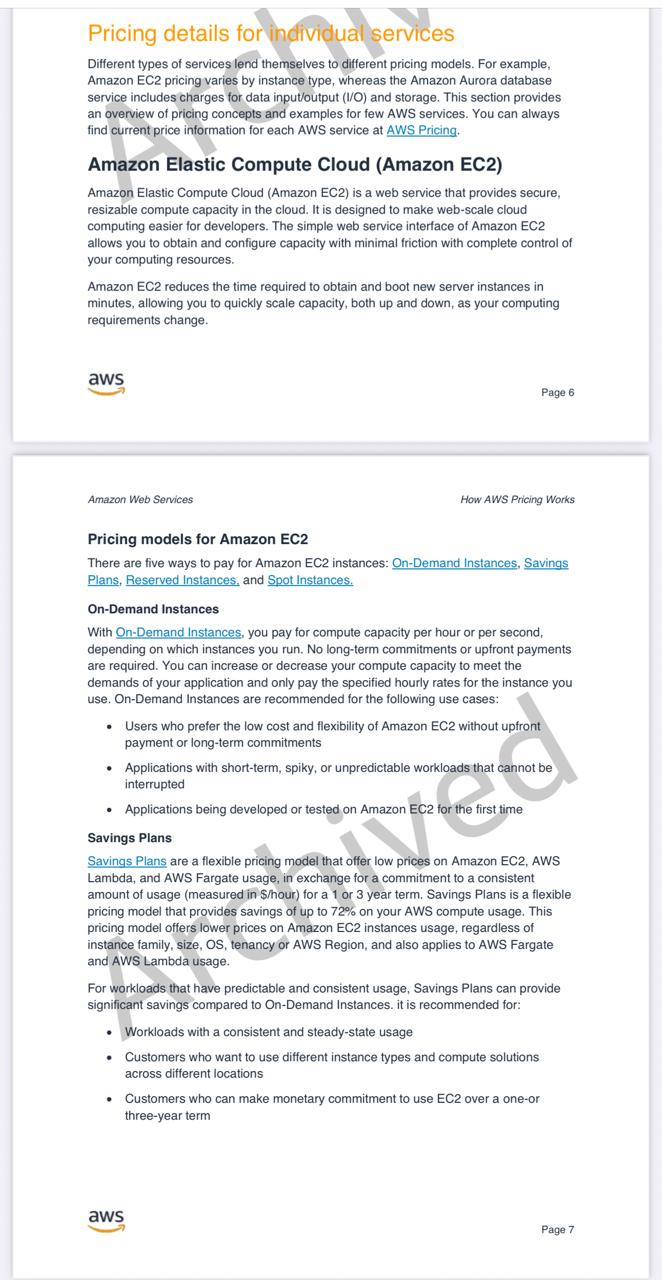 Pricing details for individual services
Different types of services lend themselves to different pricing models. For example,
Amazon EC2 pricing varies by instance type, whereas the Amazon Aurora database
service includes charges for data input/output (I/O) and storage. This section provides
an overview of pricing concepts and examples for few AWS services. You can always
find current price information for each AWS service at AWS Pricing.
Amazon Elastic Compute Cloud (Amazon EC2)
Amazon Elastic Compute Cloud (Amazon EC2) is a web service that provides secure,
resizable compute capacity in the cloud. It is designed to make web-scale cloud
computing easier for developers. The simple web service interface of Amazon EC2
allows you to obtain and configure capacity with minimal friction with complete control of
your computing resources.
Amazon EC2 reduces the time required to obtain and boot new server instances in
minutes, allowing you to quickly scale capacity, both up and down, as your computing
requirements change.
aws
Page 6
Amazon Web Services
How AWS Pricing Works
Pricing models for Amazon EC2
There are five ways to pay for Amazon EC2 instances: On-Demand Instances, Savings
Plans, Reserved Instances, and Spot Instances.
On-Demand Instances
With On-Demand Instances, you pay for compute capacity per hour or per second,
depending on which instances you run. No long-term commitments or upfront payments
are required. You can increase or decrease your compute capacity to meet the
demands of your application and only pay the specified hourly rates for the instance you
use. On-Demand Instances are recommended for the following use cases:
• Users who prefer the low cost and flexibility of Amazon EC2 without upfront
payment or long-term commitments
• Applications with short-term, spiky, or unpredictable workloads that cannot be
interrupted
• Applications being developed or tested on Amazon EC2 for the first time
Savings Plans
Savings Plans are a flexible pricing model that offer low prices on Amazon EC2, AWS
Lambda, and AWS Fargate usage, in exchange for a commitment to a consistent
amount of usage (measured in $/hour) for a 1 or 3 year term. Savings Plans is a flexible
pricing model that provides savings of up to 72% on your AWS compute usage. This
pricing model offers lower prices on Amazon EC2 instances usage, regardless of
instance family, size, OS, tenancy or AWS Region, and also applies to AWS Fargate
and AWS Lambda usage.
For workloads that have predictable and consistent usage, Savings Plans can provide
significant savings compared to On-Demand Instances. it is recommended for:
• Workloads with a consistent and steady-state usage
• Customers who want to use different instance types and compute solutions
across different locations
• Customers who can make monetary commitment to use EC2 over a one-or
three-year term
aws
Page 7
Archi
Archived